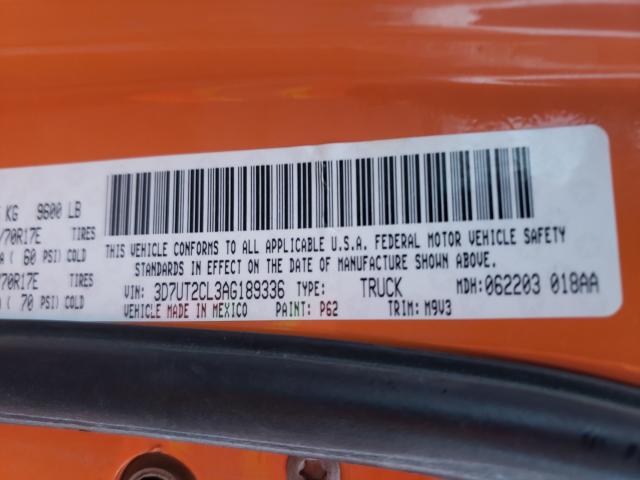 KG 9600 LB
/70R17E TIRES
( 60 PSI) COLD
70R17E TIRES
( 70 PSI) COLD
THIS VEHICLE CONFORMS TO ALL APPLICABLE U.S.A. FEDERAL MOTOR VEHICLE SAFETY
STANDARDS IN EFFECT ON THE DATE OF MANUFACTURE SHOWN ABOVE.
VIN: 3D7UT2CL3AG189336 TYPE: TRUCK MDH: 062203 018AA
VEHICLE MADE IN MEXICO PAINT: P62 TRIM: M9V3